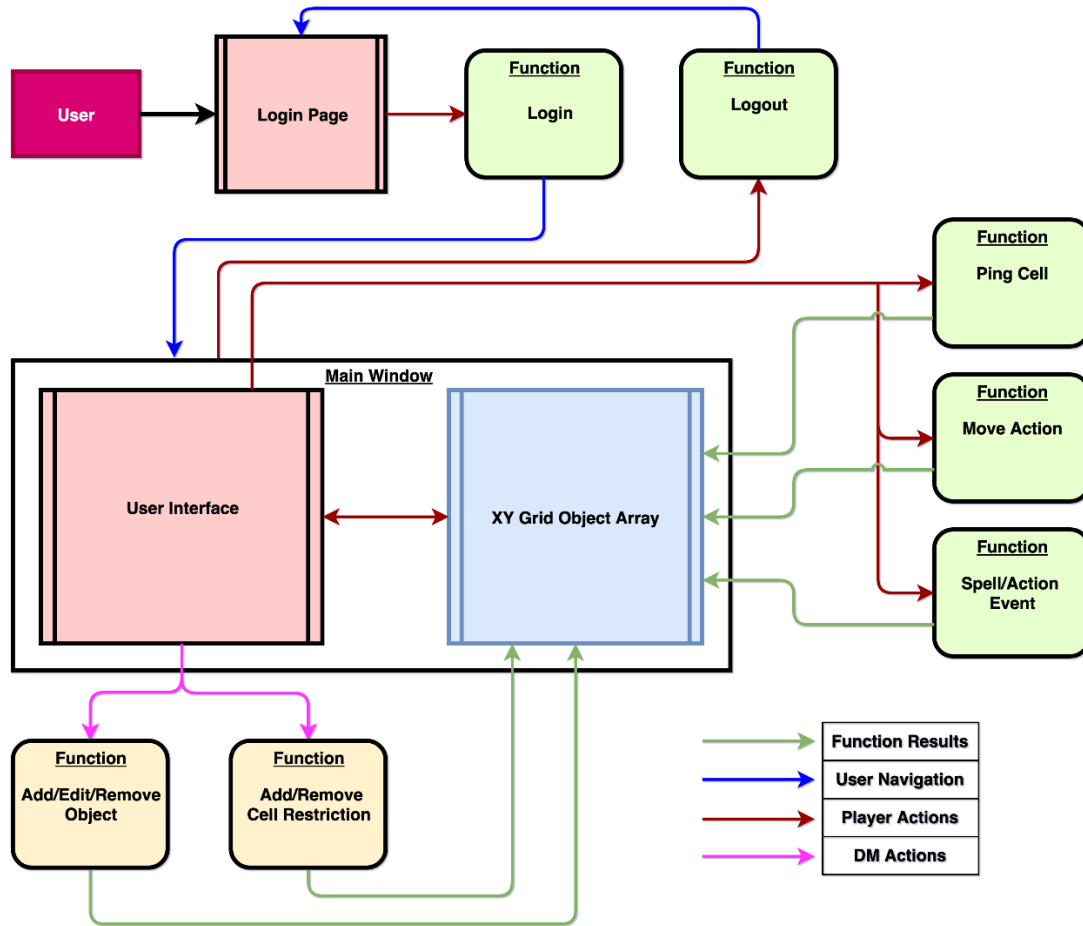 User
Login Page
Function
Login
Function
Logout
Function
Ping Cell
Main Window
User Interface
XY Grid Object Array
Function
Move Action
Function
Spell/Action
Event
Function
Add/Edit/Remove
Object
Function
Add/Remove
Cell Restriction
Function Results
User Navigation
Player Actions
DM Actions